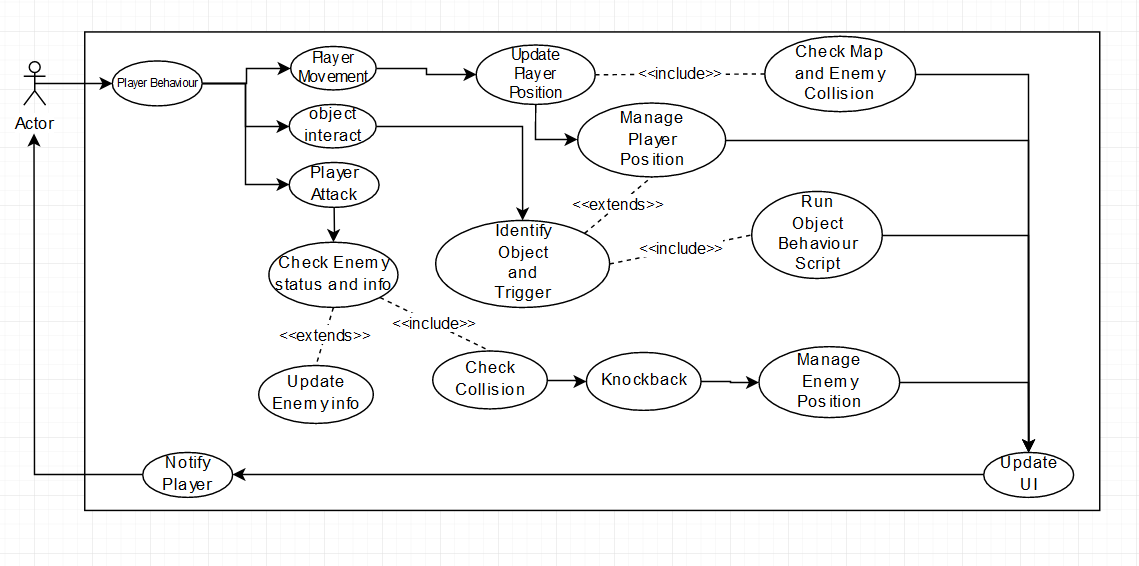 Actor
Player Behaviour
Player
Movement
object
interact
Player
Attack
Update
Player
Position
<<include>>
Check Map
and Enemy
Collision
Manage
Player
Position
<<extends>>
Identify
Object
and
Trigger
<<include>>
Run
Object
Behaviour
Script
Check Enemy
status and info
<<extends>>
<<include>>
Update
Enemy info
Check
Collision
Knockback
Manage
Enemy
Position
Notify
Player
Update
UI